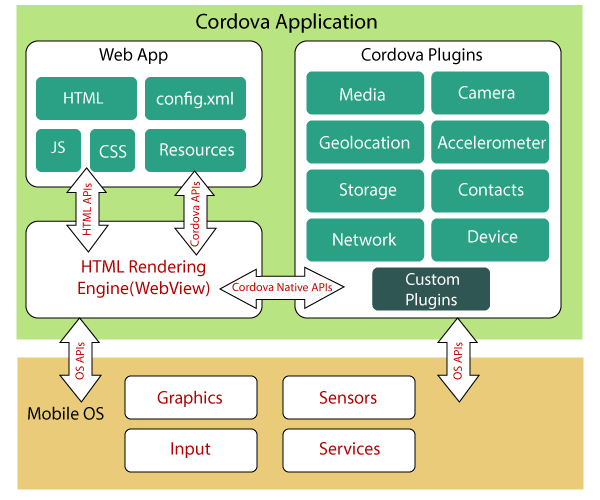 Cordova Application
Web App
HTML
config.xml
JS
CSS
Resources
HTML APIs
Cordova APIs
HTML Rendering
Engine(WebView)
Cordova Native APIs
Cordova Plugins
Media
Camera
Geolocation
Accelerometer
Storage
Contacts
Network
Device
Custom
Plugins
OS APIs
OS APIs
Mobile OS
Graphics
Sensors
Input
Services